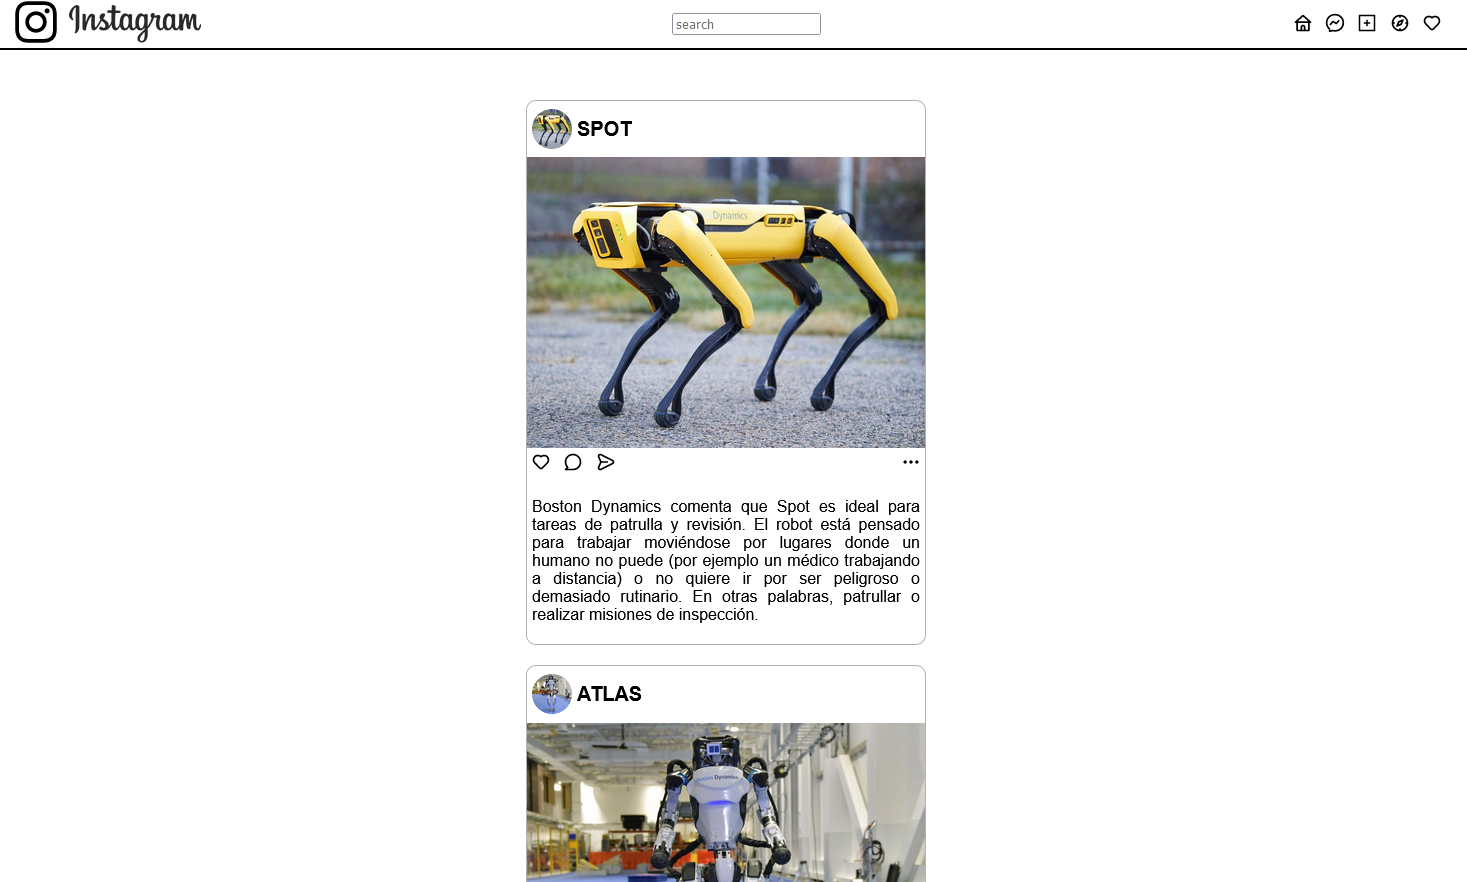 Instagram
search
SPOT
Dynamics
Boston Dynamics comenta que Spot es ideal para
tareas de patrulla y revisión. El robot está pensado
para trabajar moviéndose por lugares donde un
humano no puede (por ejemplo un médico trabajando
a distancia) o no quiere ir por ser peligroso o
demasiado rutinario. En otras palabras, patrullar o
realizar misiones de inspección.
ATLAS
Boston Dynamics